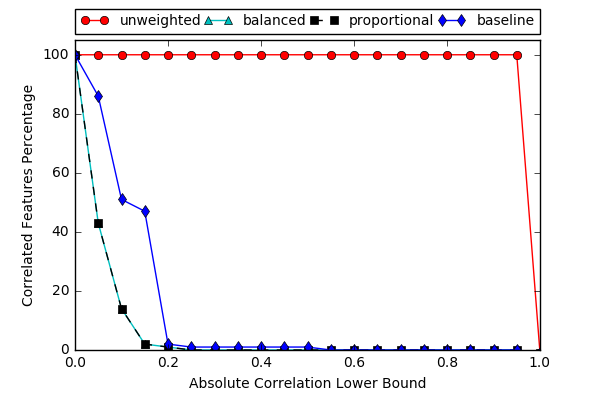 unweighted balanced proportional baseline
100
80
60
40
20
0
Correlated Features Percentage
0.0 0.2 0.4 0.6 0.8 1.0
Absolute Correlation Lower Bound